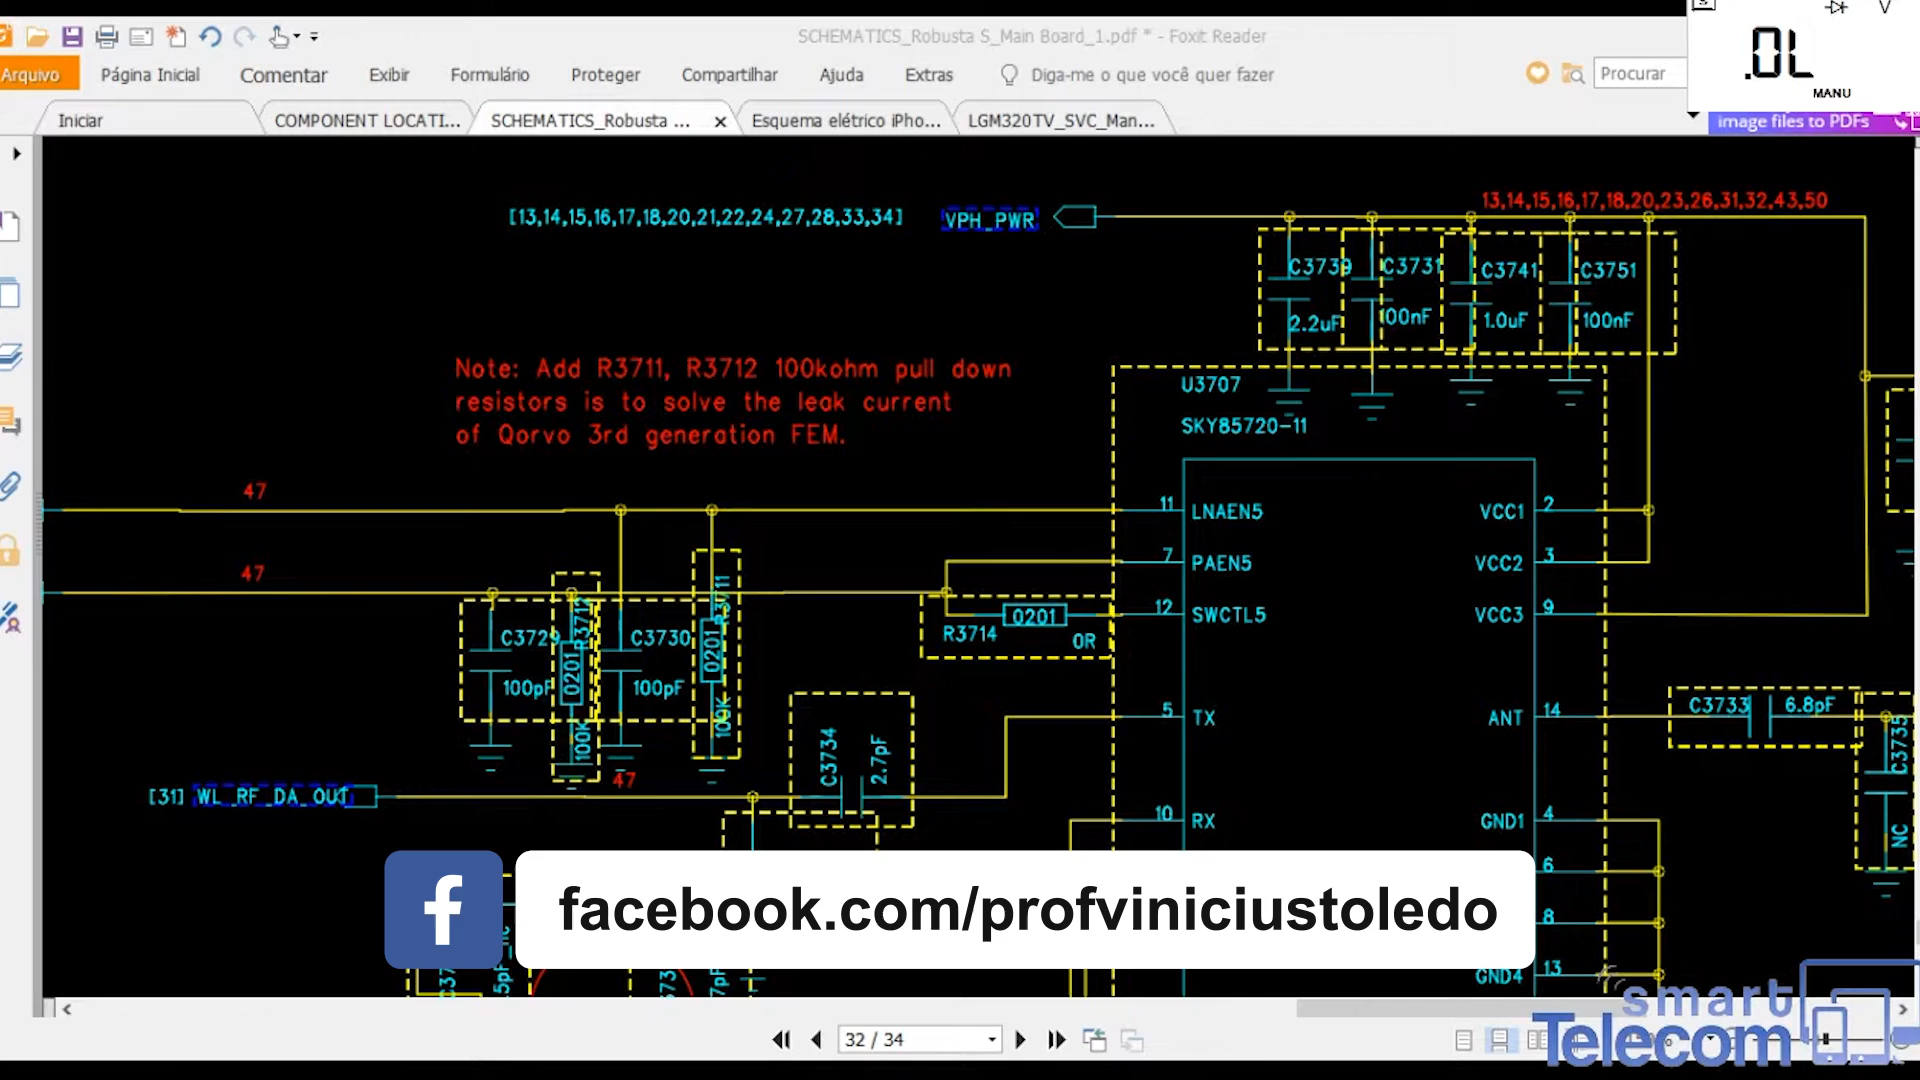 SCHEMATICS_Robusta S_Main Board_1.pdf * - Foxit Reader
.OL
V
MANU
Arquivo Página Inicial Comentar Exibir Formulário Proteger Compartilhar Ajuda Extras Diga-me o que você quer fazer Procurar
Iniciar COMPONENT LOCATI... SCHEMATICS_Robusta ... Esquema elétrico iPho... LGM320TV_SVC_Man...
image files to PDFs
[13,14,15,16,17,18,20,21,22,24,27,28,33,34] VPH_PWR
13,14,15,16,17,18,20,23,26,31,32,43,50
C3739 C3731 C3741 C3751
2.2uF 100nF 1.0uF 100nF
Note: Add R3711, R3712 100kohm pull down
resistors is to solve the leak current
of Qorvo 3rd generation FEM.
U3707
SKY85720-11
47
11 LNAEN5 VCC1 2
47
7 PAEN5 VCC2 3
12 SWCTL5 VCC3 9
R3714 0201 0R
C3729 R3712 C3730 R3711
100pF 0201 100pF 0201
100K 100K
5 TX ANT 14
C3733 6.8pF
C3735
NC
C3734 2.7pF
47
[31] WL_RF_DA_OUT
10 RX GND1 4
6
8
GND4 13
facebook.com/profviniciustoledo
smart
Telecom
32 / 34